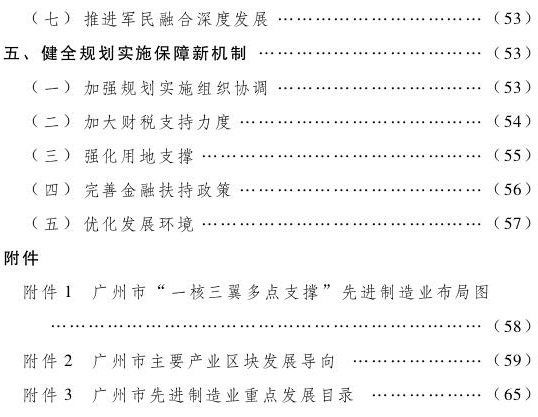 （七）推进军民融合深度发展 ……………………………（53）
五、健全规划实施保障新机制 ………………………………（53）
（一）加强规划实施组织协调 ……………………………（53）
（二）加大财税支持力度 …………………………………（54）
（三）强化用地支撑 ………………………………………（55）
（四）完善金融扶持政策 …………………………………（56）
（五）优化发展环境 ………………………………………（57）
附件
附件 1　广州市“一核三翼多点支撑”先进制造业布局图
……………………………………………………………（58）
附件 2　广州市主要产业区块发展导向 …………………（59）
附件 3　广州市先进制造业重点发展目录 ………………（65）